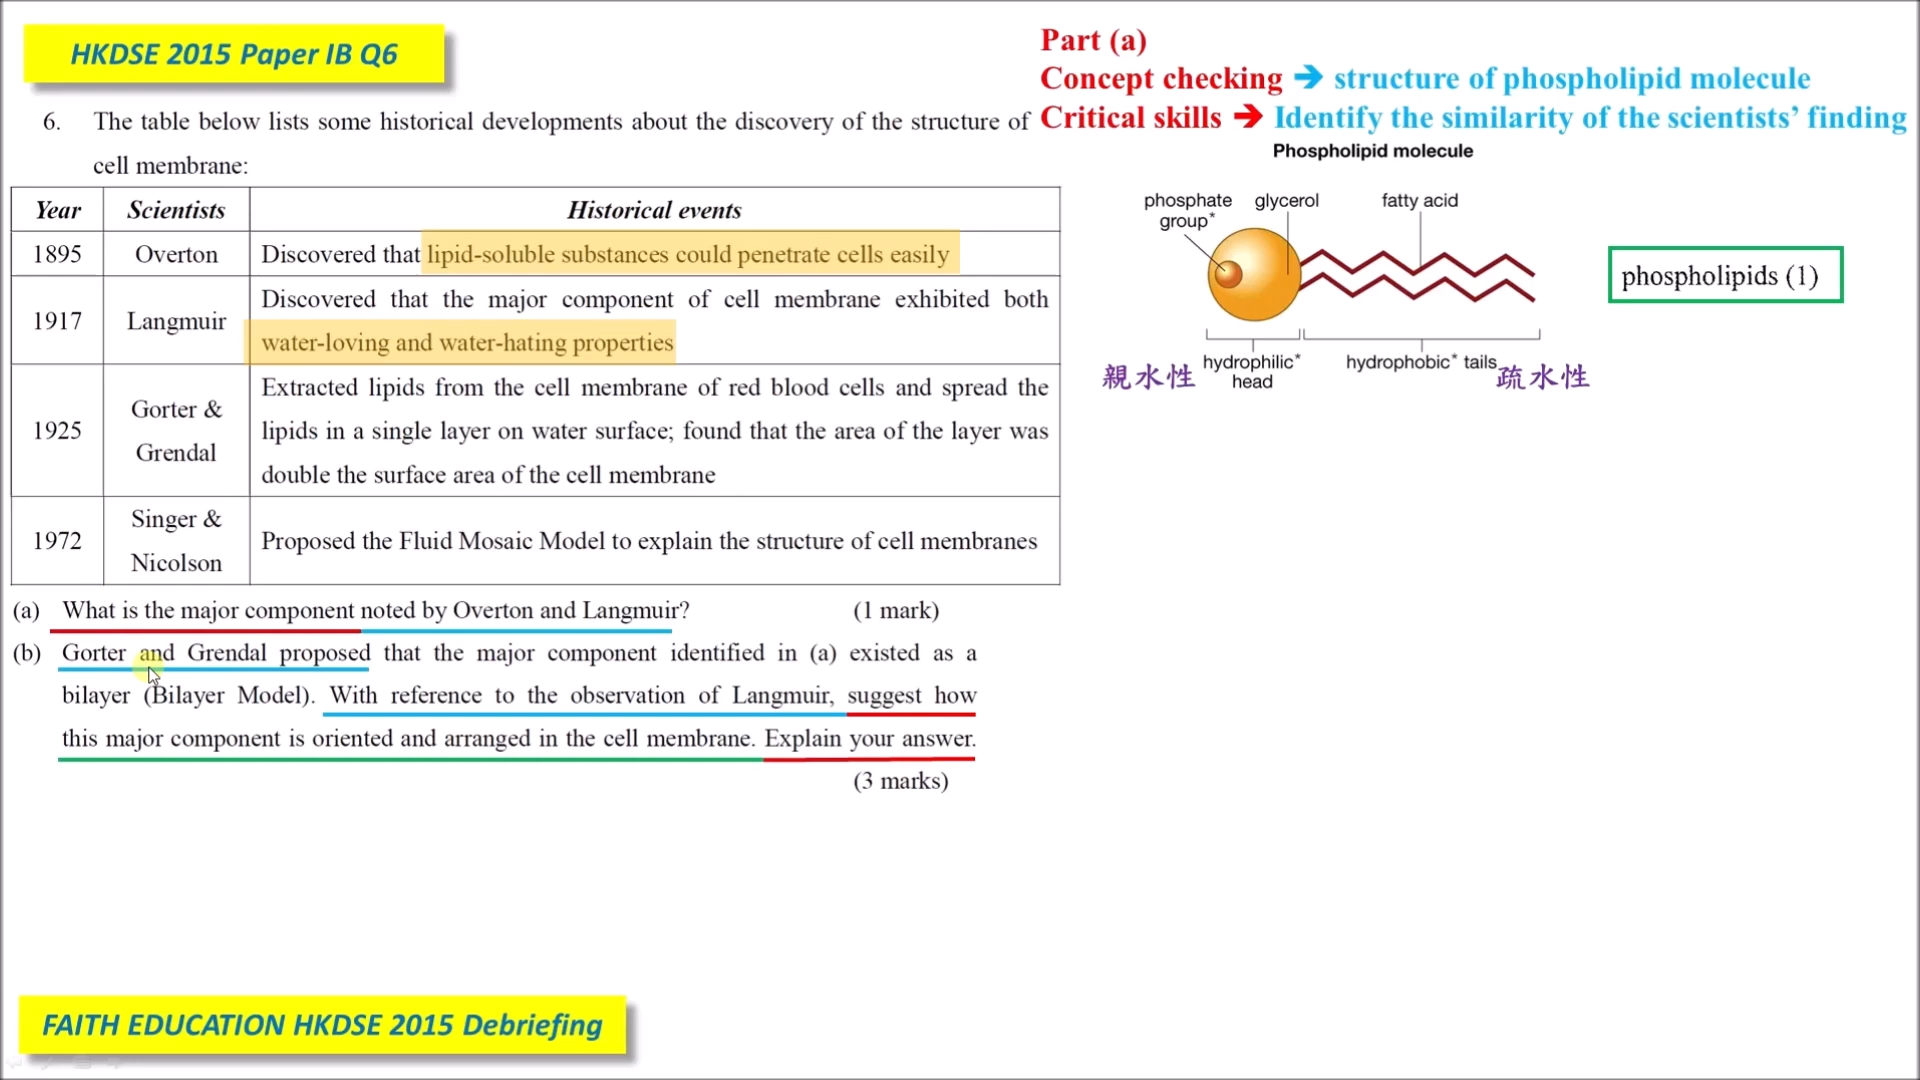 HKDSE 2015 Paper IB Q6
Part (a)
Concept checking ➔ structure of phospholipid molecule
Critical skills ➔ Identify the similarity of the scientists' finding
6. The table below lists some historical developments about the discovery of the structure of
cell membrane:
Year Scientists Historical events
1895 Overton Discovered that lipid-soluble substances could penetrate cells easily
1917 Langmuir Discovered that the major component of cell membrane exhibited both
water-loving and water-hating properties
1925 Gorter &
Grendal
Extracted lipids from the cell membrane of red blood cells and spread the
lipids in a single layer on water surface; found that the area of the layer was
double the surface area of the cell membrane
1972 Singer &
Nicolson
Proposed the Fluid Mosaic Model to explain the structure of cell membranes
Phospholipid molecule
phosphate
group*
glycerol
fatty acid
hydrophilic*
head
hydrophobic* tails
親水性
疏水性
phospholipids (1)
(a) What is the major component noted by Overton and Langmuir? (1 mark)
(b) Gorter and Grendal proposed that the major component identified in (a) existed as a
bilayer (Bilayer Model). With reference to the observation of Langmuir, suggest how
this major component is oriented and arranged in the cell membrane. Explain your answer.
(3 marks)
FAITH EDUCATION HKDSE 2015 Debriefing